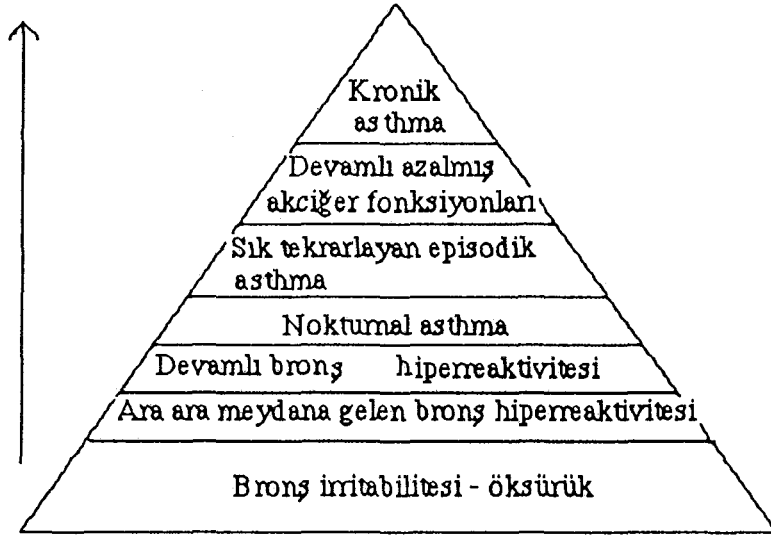 Kronik
asthma
Devamlı azalmış
akciğer fonksiyonları
Sık tekrarlayan episodik
asthma
Nokturnal asthma
Devamlı bronş hiperreaktivitesi
Ara ara meydana gelen bronş hiperreaktivitesi
Bronş irritabilitesi - öksürük